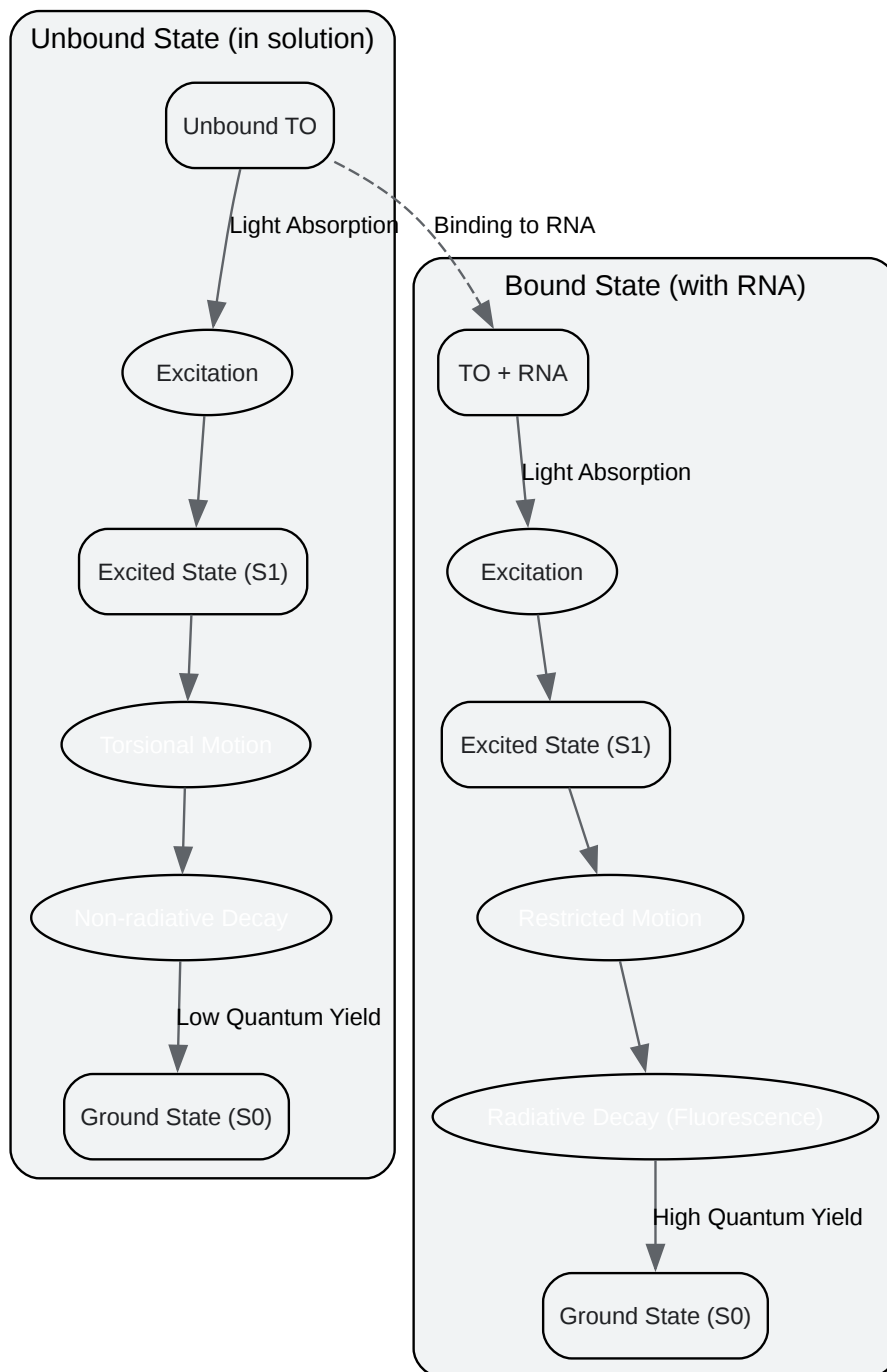 Unbound State (in solution)
Unbound TO
Light Absorption
Excitation
Excited State (S1)
Torsional Motion
Non-radiative Decay
Low Quantum Yield
Ground State (S0)
Binding to RNA
Bound State (with RNA)
TO + RNA
Light Absorption
Excitation
Excited State (S1)
Restricted Motion
Radiative Decay (Fluorescence)
High Quantum Yield
Ground State (S0)